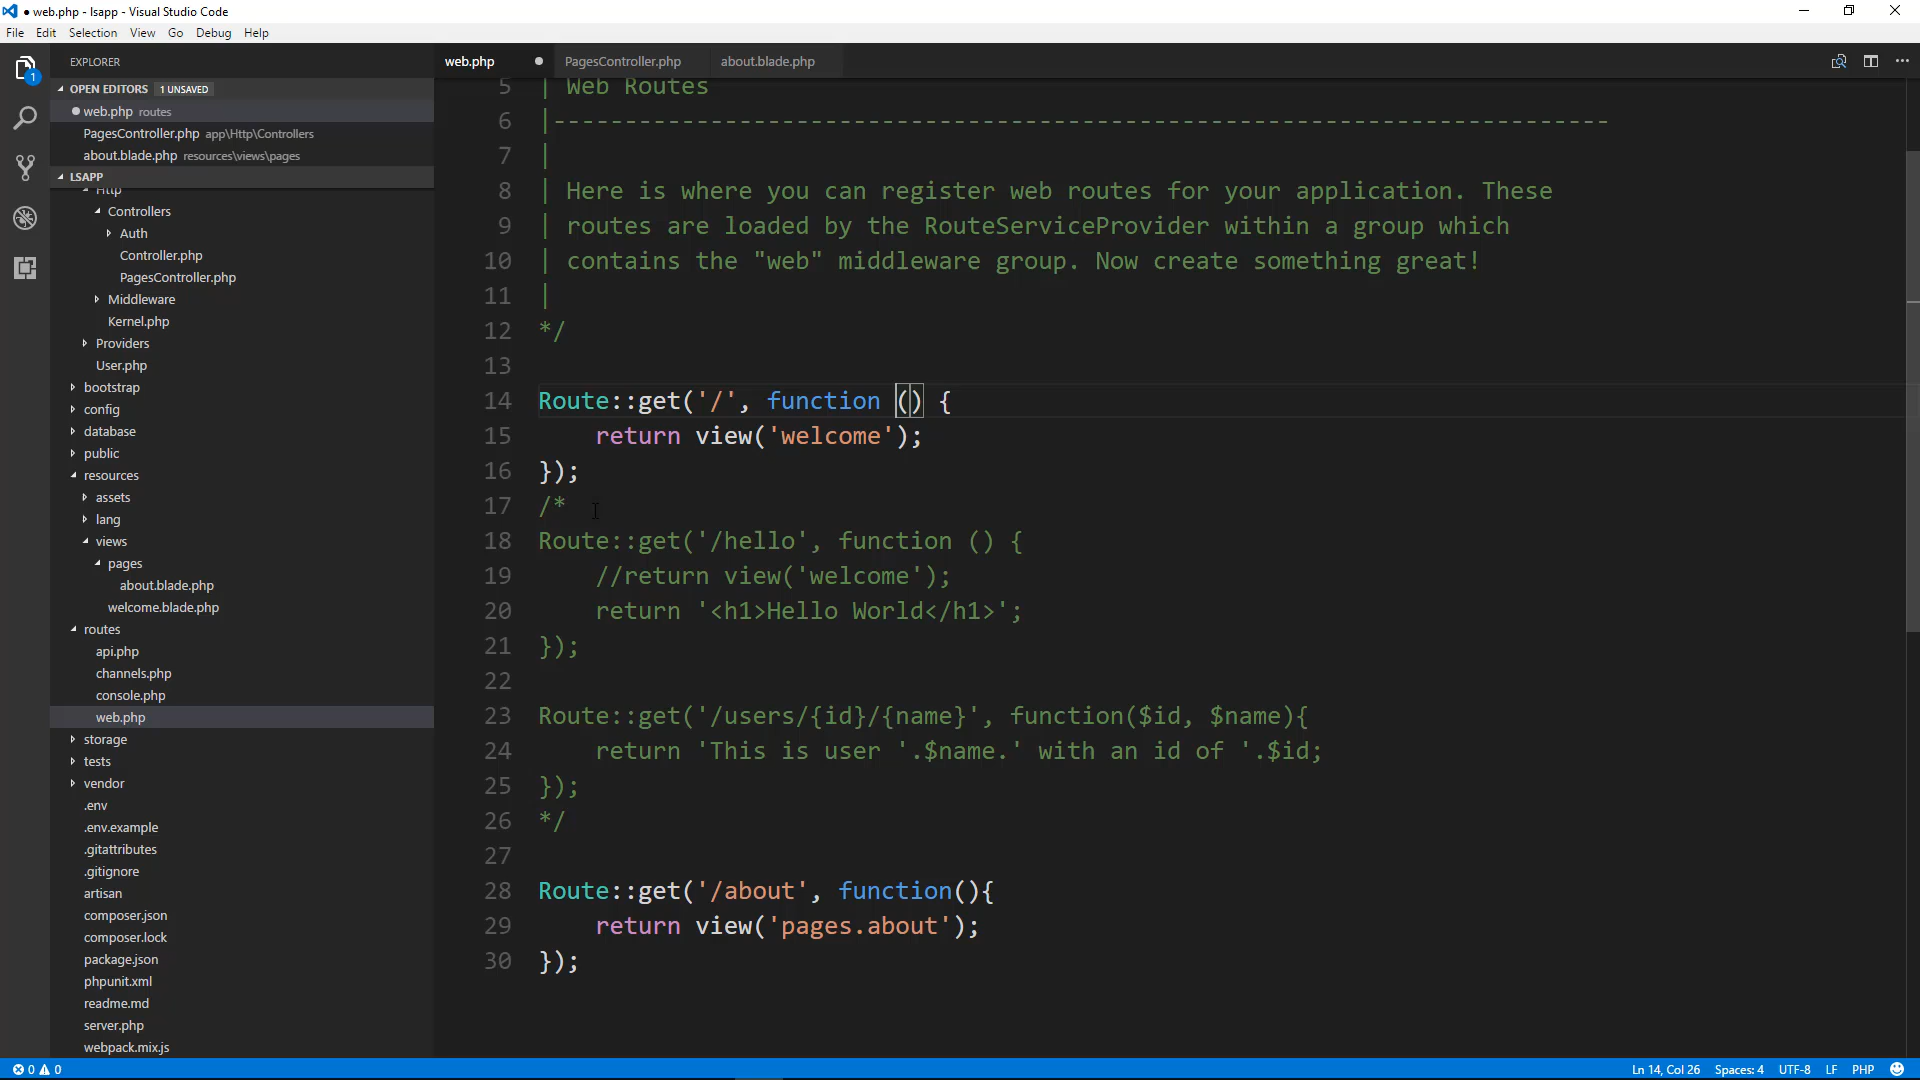 web.php - lsapp - Visual Studio Code
File Edit Selection View Go Debug Help
EXPLORER
OPEN EDITORS 1 UNSAVED
web.php routes
PagesController.php app\Http\Controllers
about.blade.php resources\views\pages
LSAPP
Http
Controllers
Auth
Controller.php
PagesController.php
Middleware
Kernel.php
Providers
User.php
bootstrap
config
database
public
resources
assets
lang
views
pages
about.blade.php
welcome.blade.php
routes
api.php
channels.php
console.php
web.php
storage
tests
vendor
.env
.env.example
.gitattributes
.gitignore
artisan
composer.json
composer.lock
package.json
phpunit.xml
readme.md
server.php
webpack.mix.js
1
web.php PagesController.php about.blade.php
5 | Web Routes
6 |--------------------------------------------------------------------------
7 |
8 | Here is where you can register web routes for your application. These
9 | routes are loaded by the RouteServiceProvider within a group which
10 | contains the "web" middleware group. Now create something great!
11 |
12 */
13
14 Route::get('/', function () {
15     return view('welcome');
16 });
17 /*
18 Route::get('/hello', function () {
19     //return view('welcome');
20     return '<h1>Hello World</h1>';
21 });
22
23 Route::get('/users/{id}/{name}', function($id, $name){
24     return 'This is user '.$name.' with an id of '.$id;
25 });
26 */
27
28 Route::get('/about', function(){
29     return view('pages.about');
30 });
0 0 Ln 14, Col 26 Spaces: 4 UTF-8 LF PHP